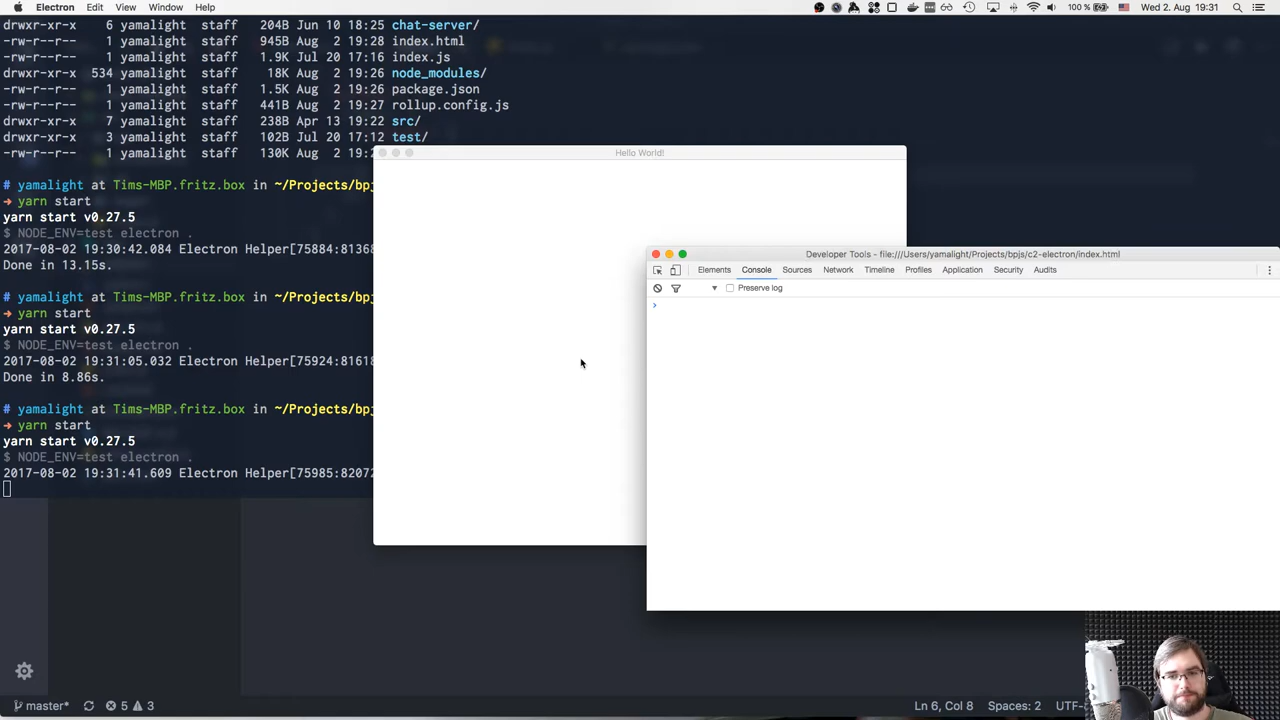 Electron Edit View Window Help 100 % Wed 2. Aug 19:31
drwxr-xr-x 6 yamalight staff 204B Jun 10 18:25 chat-server/
-rw-r--r-- 1 yamalight staff 945B Aug 2 19:28 index.html
-rw-r--r-- 1 yamalight staff 1.9K Jul 20 17:16 index.js
drwxr-xr-x 534 yamalight staff 18K Aug 2 19:26 node_modules/
-rw-r--r-- 1 yamalight staff 1.5K Aug 2 19:26 package.json
-rw-r--r-- 1 yamalight staff 441B Aug 2 19:27 rollup.config.js
drwxr-xr-x 7 yamalight staff 238B Apr 13 19:22 src/
drwxr-xr-x 3 yamalight staff 102B Jul 20 17:12 test/
-rw-r--r-- 1 yamalight staff 130K Aug 2 19:2
# yamalight at Tims-MBP.fritz.box in ~/Projects/bpj
→ yarn start
yarn start v0.27.5
$ NODE_ENV=test electron .
2017-08-02 19:30:42.084 Electron Helper[75884:8136
Done in 13.15s.
# yamalight at Tims-MBP.fritz.box in ~/Projects/bpj
→ yarn start
yarn start v0.27.5
$ NODE_ENV=test electron .
2017-08-02 19:31:05.032 Electron Helper[75924:81618
Done in 8.86s.
# yamalight at Tims-MBP.fritz.box in ~/Projects/bpj
→ yarn start
yarn start v0.27.5
$ NODE_ENV=test electron .
2017-08-02 19:31:41.609 Electron Helper[75985:82072
Hello World!
Developer Tools - file:///Users/yamalight/Projects/bpjs/c2-electron/index.html
Elements Console Sources Network Timeline Profiles Application Security Audits
Preserve log
>
master* 5 3 Ln 6, Col 8 Spaces: 2 UTF-